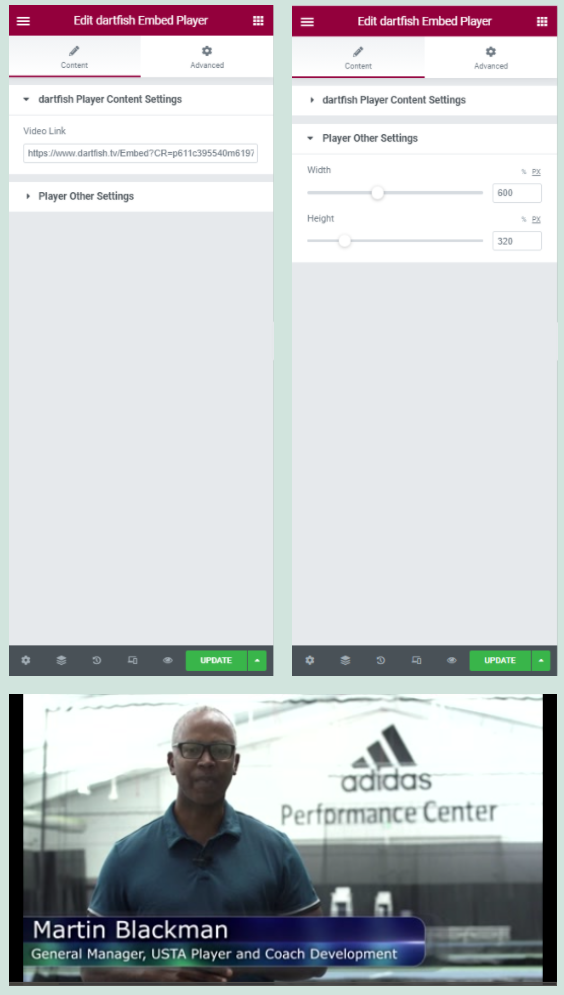 Edit dartfish Embed Player
Content
Advanced
dartfish Player Content Settings
Video Link
https://www.dartfish.tv/Embed?CR=p611c395540m6197
Player Other Settings
UPDATE
Edit dartfish Embed Player
Content
Advanced
dartfish Player Content Settings
Player Other Settings
Width
% PX
600
Height
% PX
320
UPDATE
adidas
Performance Center
Martin Blackman
General Manager, USTA Player and Coach Development